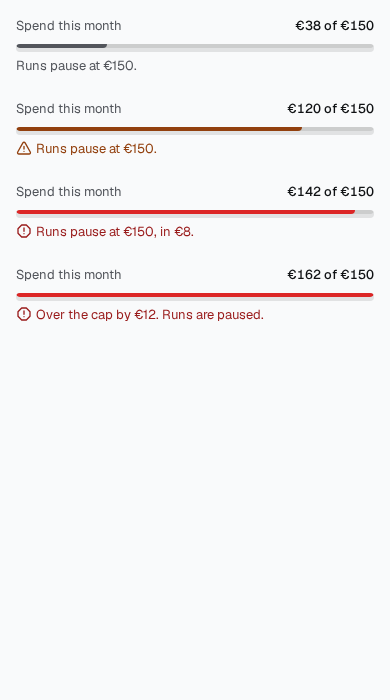 Spend this month €38 of €150
Runs pause at €150.
Spend this month €120 of €150
Runs pause at €150.
Spend this month €142 of €150
Runs pause at €150, in €8.
Spend this month €162 of €150
Over the cap by €12. Runs are paused.